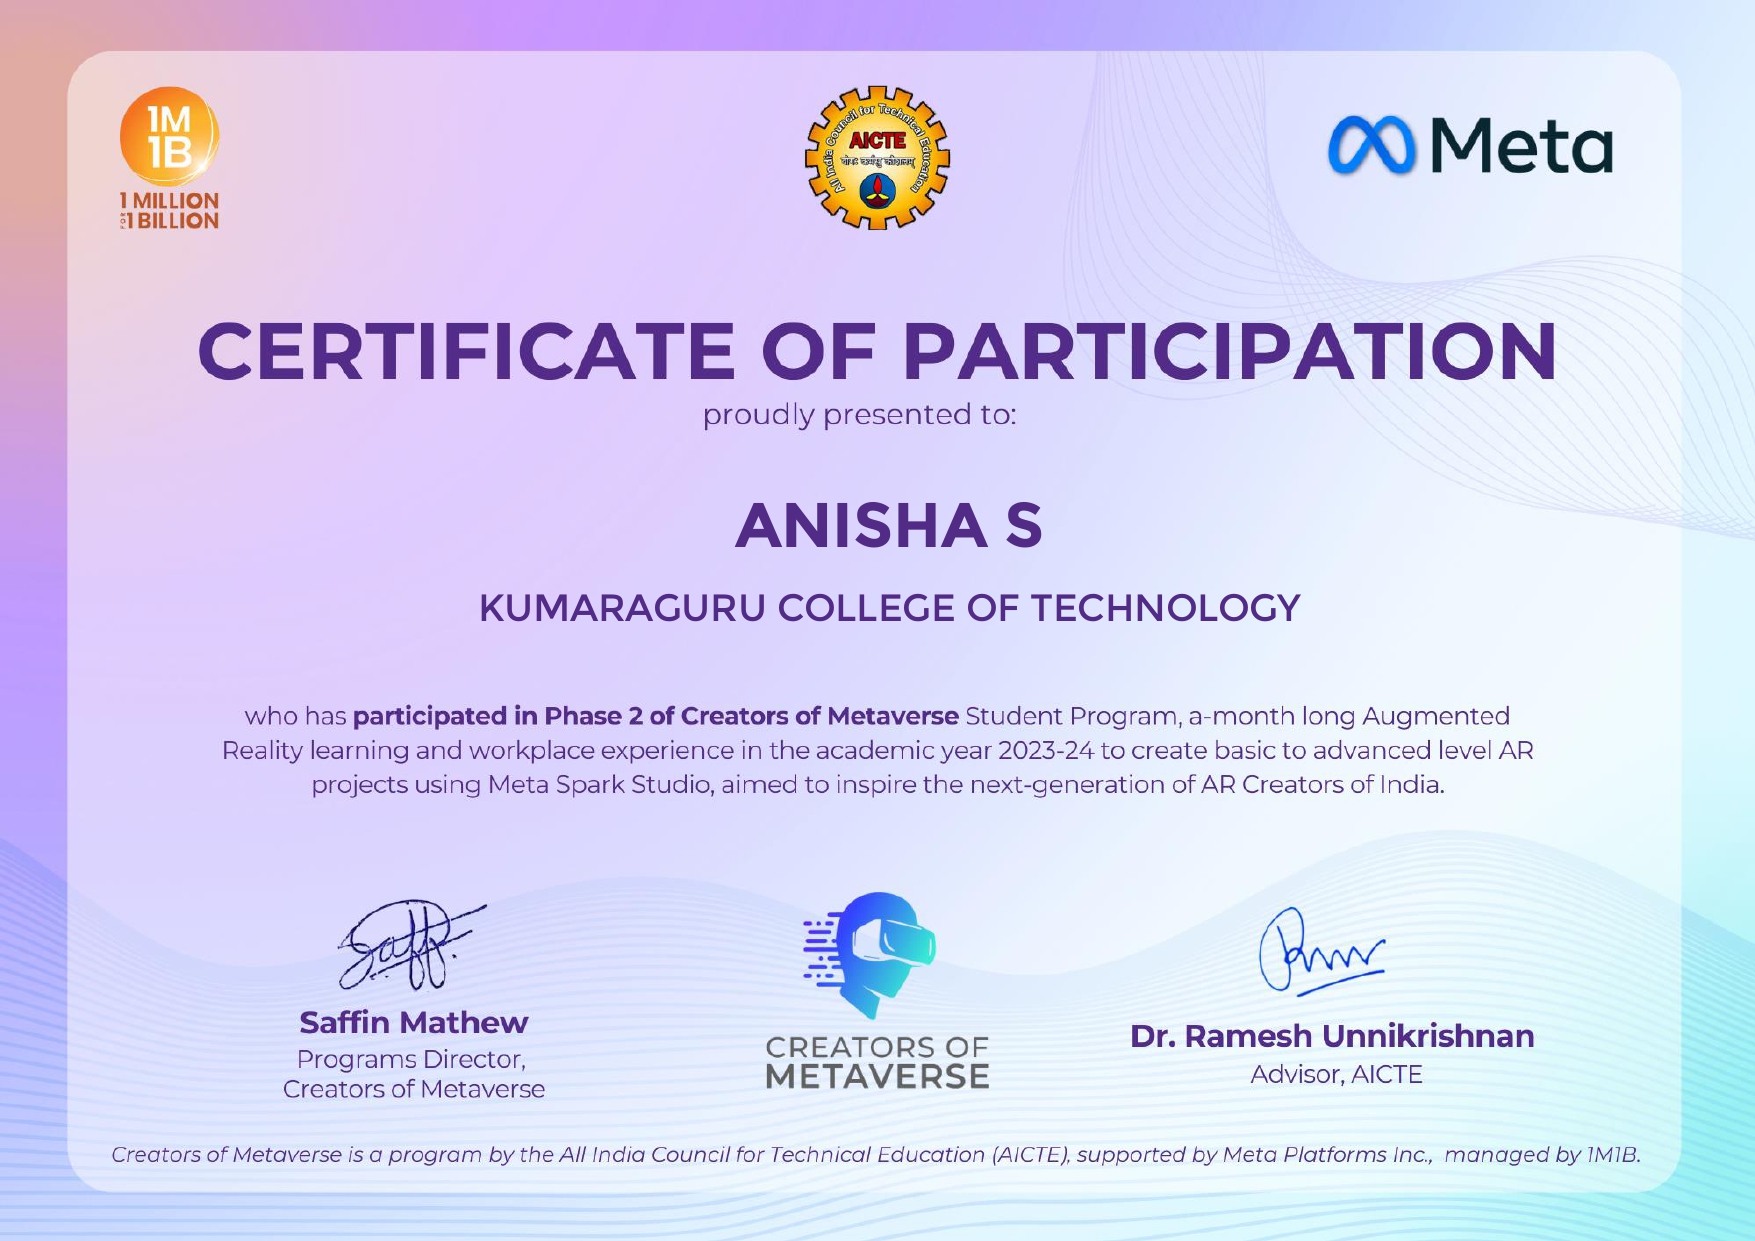 1M
1B
1 MILLION
FOR 1 BILLION
All India Council for Technical Education
AICTE
योगः कर्मसु कौशलम्
Meta
CERTIFICATE OF PARTICIPATION
proudly presented to:
ANISHA S
KUMARAGURU COLLEGE OF TECHNOLOGY
who has participated in Phase 2 of Creators of Metaverse Student Program, a-month long Augmented
Reality learning and workplace experience in the academic year 2023-24 to create basic to advanced level AR
projects using Meta Spark Studio, aimed to inspire the next-generation of AR Creators of India.
Saffin Mathew
Programs Director,
Creators of Metaverse
CREATORS OF
METAVERSE
Dr. Ramesh Unnikrishnan
Advisor, AICTE
Creators of Metaverse is a program by the All India Council for Technical Education (AICTE), supported by Meta Platforms Inc., managed by 1M1B.